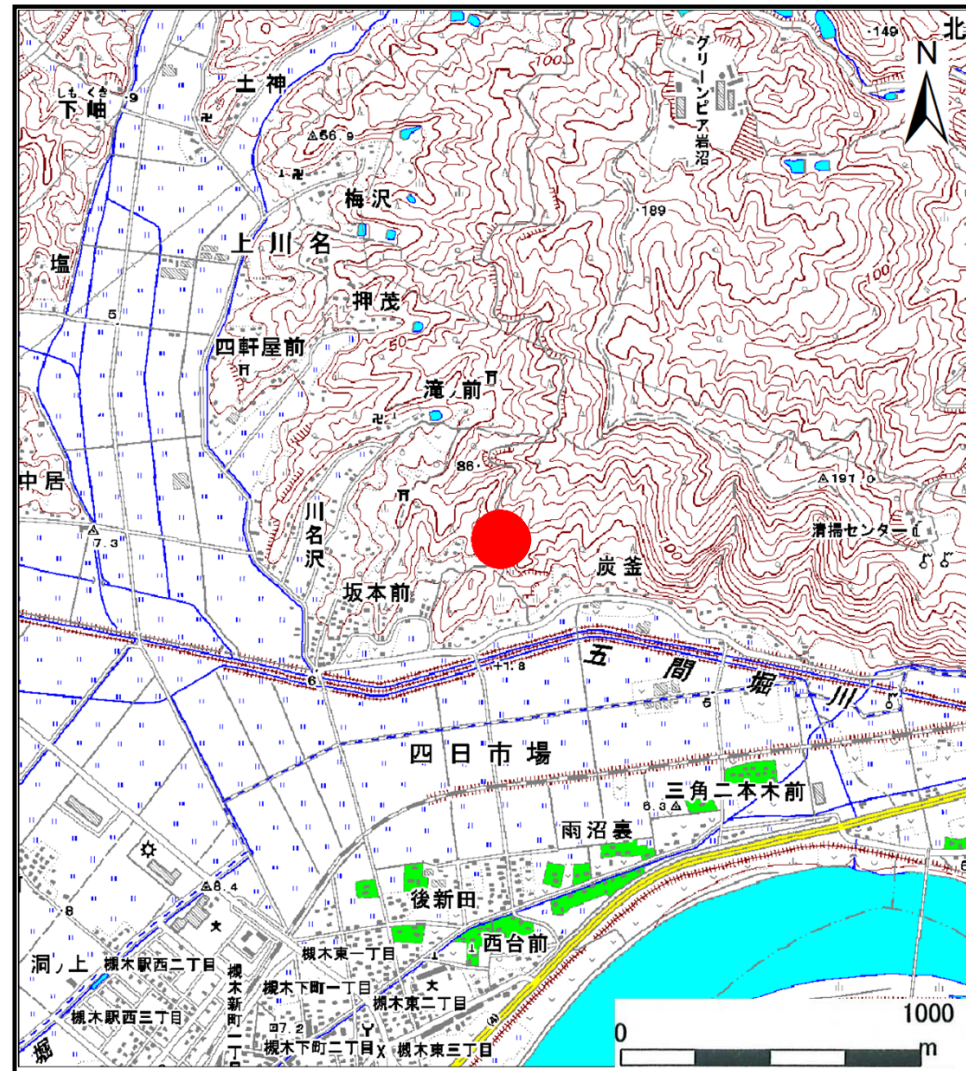 北
・149
N
グリーンピア岩沼
100
土神
しもくき
下岫
・9
56.9
梅沢
・189
上川名
100
塩
押茂
5
50
四軒屋前
滝ノ前
86・
191.0
中居
川名沢
清掃センター
7.3
炭釜
100
坂本前
+1.8
五間堀川
6
5
四日市場
三角二本木前
6.3
雨沼裏
8.4
後新田
8
西台前
槻木東一丁目
洞ノ上
槻木駅西二丁目
槻木新町一丁目
槻木下町一丁目
槻木東二丁目
槻木駅西三丁目
7.2
槻木下町二丁目
槻木東三丁目
(4)
堀
0
1000
m